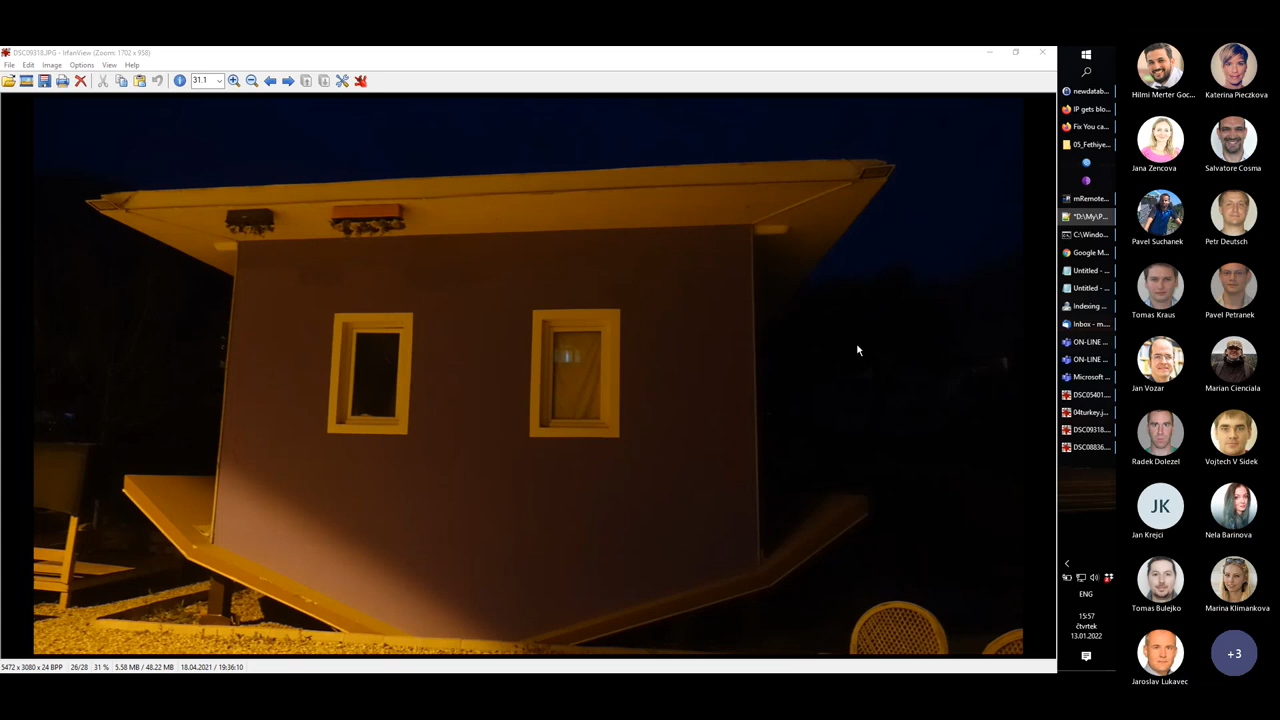 DSC09318.JPG - IrfanView (Zoom: 1702 x 958)
File Edit Image Options View Help
31.1
5472 x 3080 x 24 BPP 26/28 31 % 5.58 MB / 48.22 MB 18.04.2021 / 19:36:10
newdatab...
IP gets blo...
Fix You ca...
05_Fethiye...
mRemote...
*D:\My\P...
C:\Windo...
Google M...
Untitled - ...
Untitled - ...
Indexing ...
Inbox - m...
ON-LINE ...
ON-LINE ...
Microsoft ...
DSC05401....
04turkey.j...
DSC09318....
DSC08836....
ENG
15:57
čtvrtek
13.01.2022
Hilmi Merter Goc... Katerina Pieczkova
Jana Zencova Salvatore Cosma
Pavel Suchanek Petr Deutsch
Tomas Kraus Pavel Petranek
Jan Vozar Marian Cienciala
Radek Dolezel Vojtech V Sidek
JK
Jan Krejci Nela Barinova
Tomas Bulejko Marina Klimankova
+3
Jaroslav Lukavec